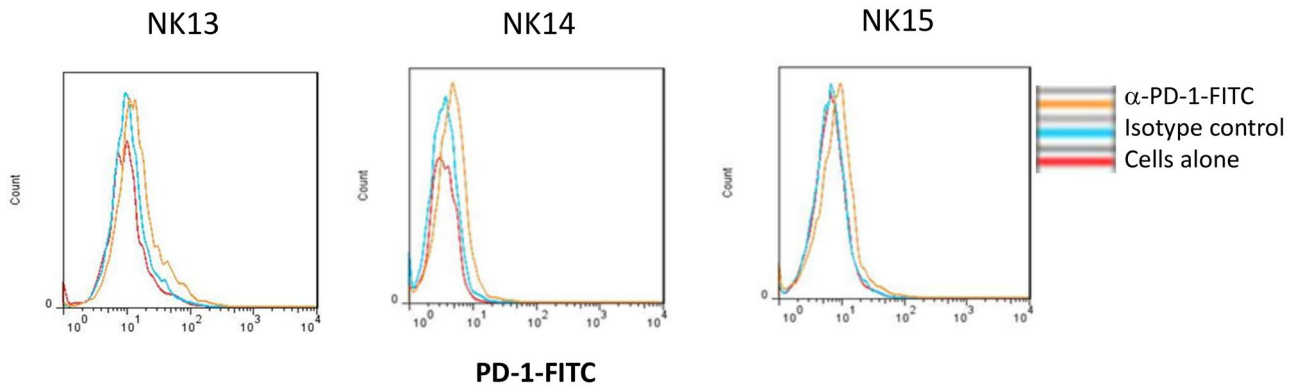 NK13
NK14
NK15
Count
0
10⁰ 10¹ 10² 10³ 10⁴
Count
0
10⁰ 10¹ 10² 10³ 10⁴
Count
0
10⁰ 10¹ 10² 10³ 10⁴
α-PD-1-FITC
Isotype control
Cells alone
PD-1-FITC